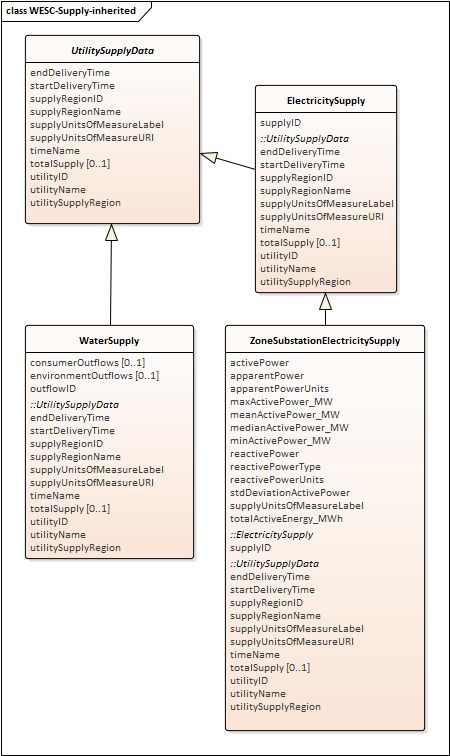 class WESC-Supply-inherited
UtilitySupplyData
endDeliveryTime
startDeliveryTime
supplyRegionID
supplyRegionName
supplyUnitsOfMeasureLabel
supplyUnitsOfMeasureURI
timeName
totalSupply [0..1]
utilityID
utilityName
utilitySupplyRegion
ElectricitySupply
supplyID
::UtilitySupplyData
endDeliveryTime
startDeliveryTime
supplyRegionID
supplyRegionName
supplyUnitsOfMeasureLabel
supplyUnitsOfMeasureURI
timeName
totalSupply [0..1]
utilityID
utilityName
utilitySupplyRegion
WaterSupply
consumerOutflows [0..1]
environmentOutflows [0..1]
outflowID
::UtilitySupplyData
endDeliveryTime
startDeliveryTime
supplyRegionID
supplyRegionName
supplyUnitsOfMeasureLabel
supplyUnitsOfMeasureURI
timeName
totalSupply [0..1]
utilityID
utilityName
utilitySupplyRegion
ZoneSubstationElectricitySupply
activePower
apparentPower
apparentPowerUnits
maxActivePower_MW
meanActivePower_MW
medianActivePower_MW
minActivePower_MW
reactivePower
reactivePowerType
reactivePowerUnits
stdDeviationActivePower
supplyUnitsOfMeasureLabel
totalActiveEnergy_MWh
::ElectricitySupply
supplyID
::UtilitySupplyData
endDeliveryTime
startDeliveryTime
supplyRegionID
supplyRegionName
supplyUnitsOfMeasureLabel
supplyUnitsOfMeasureURI
timeName
totalSupply [0..1]
utilityID
utilityName
utilitySupplyRegion